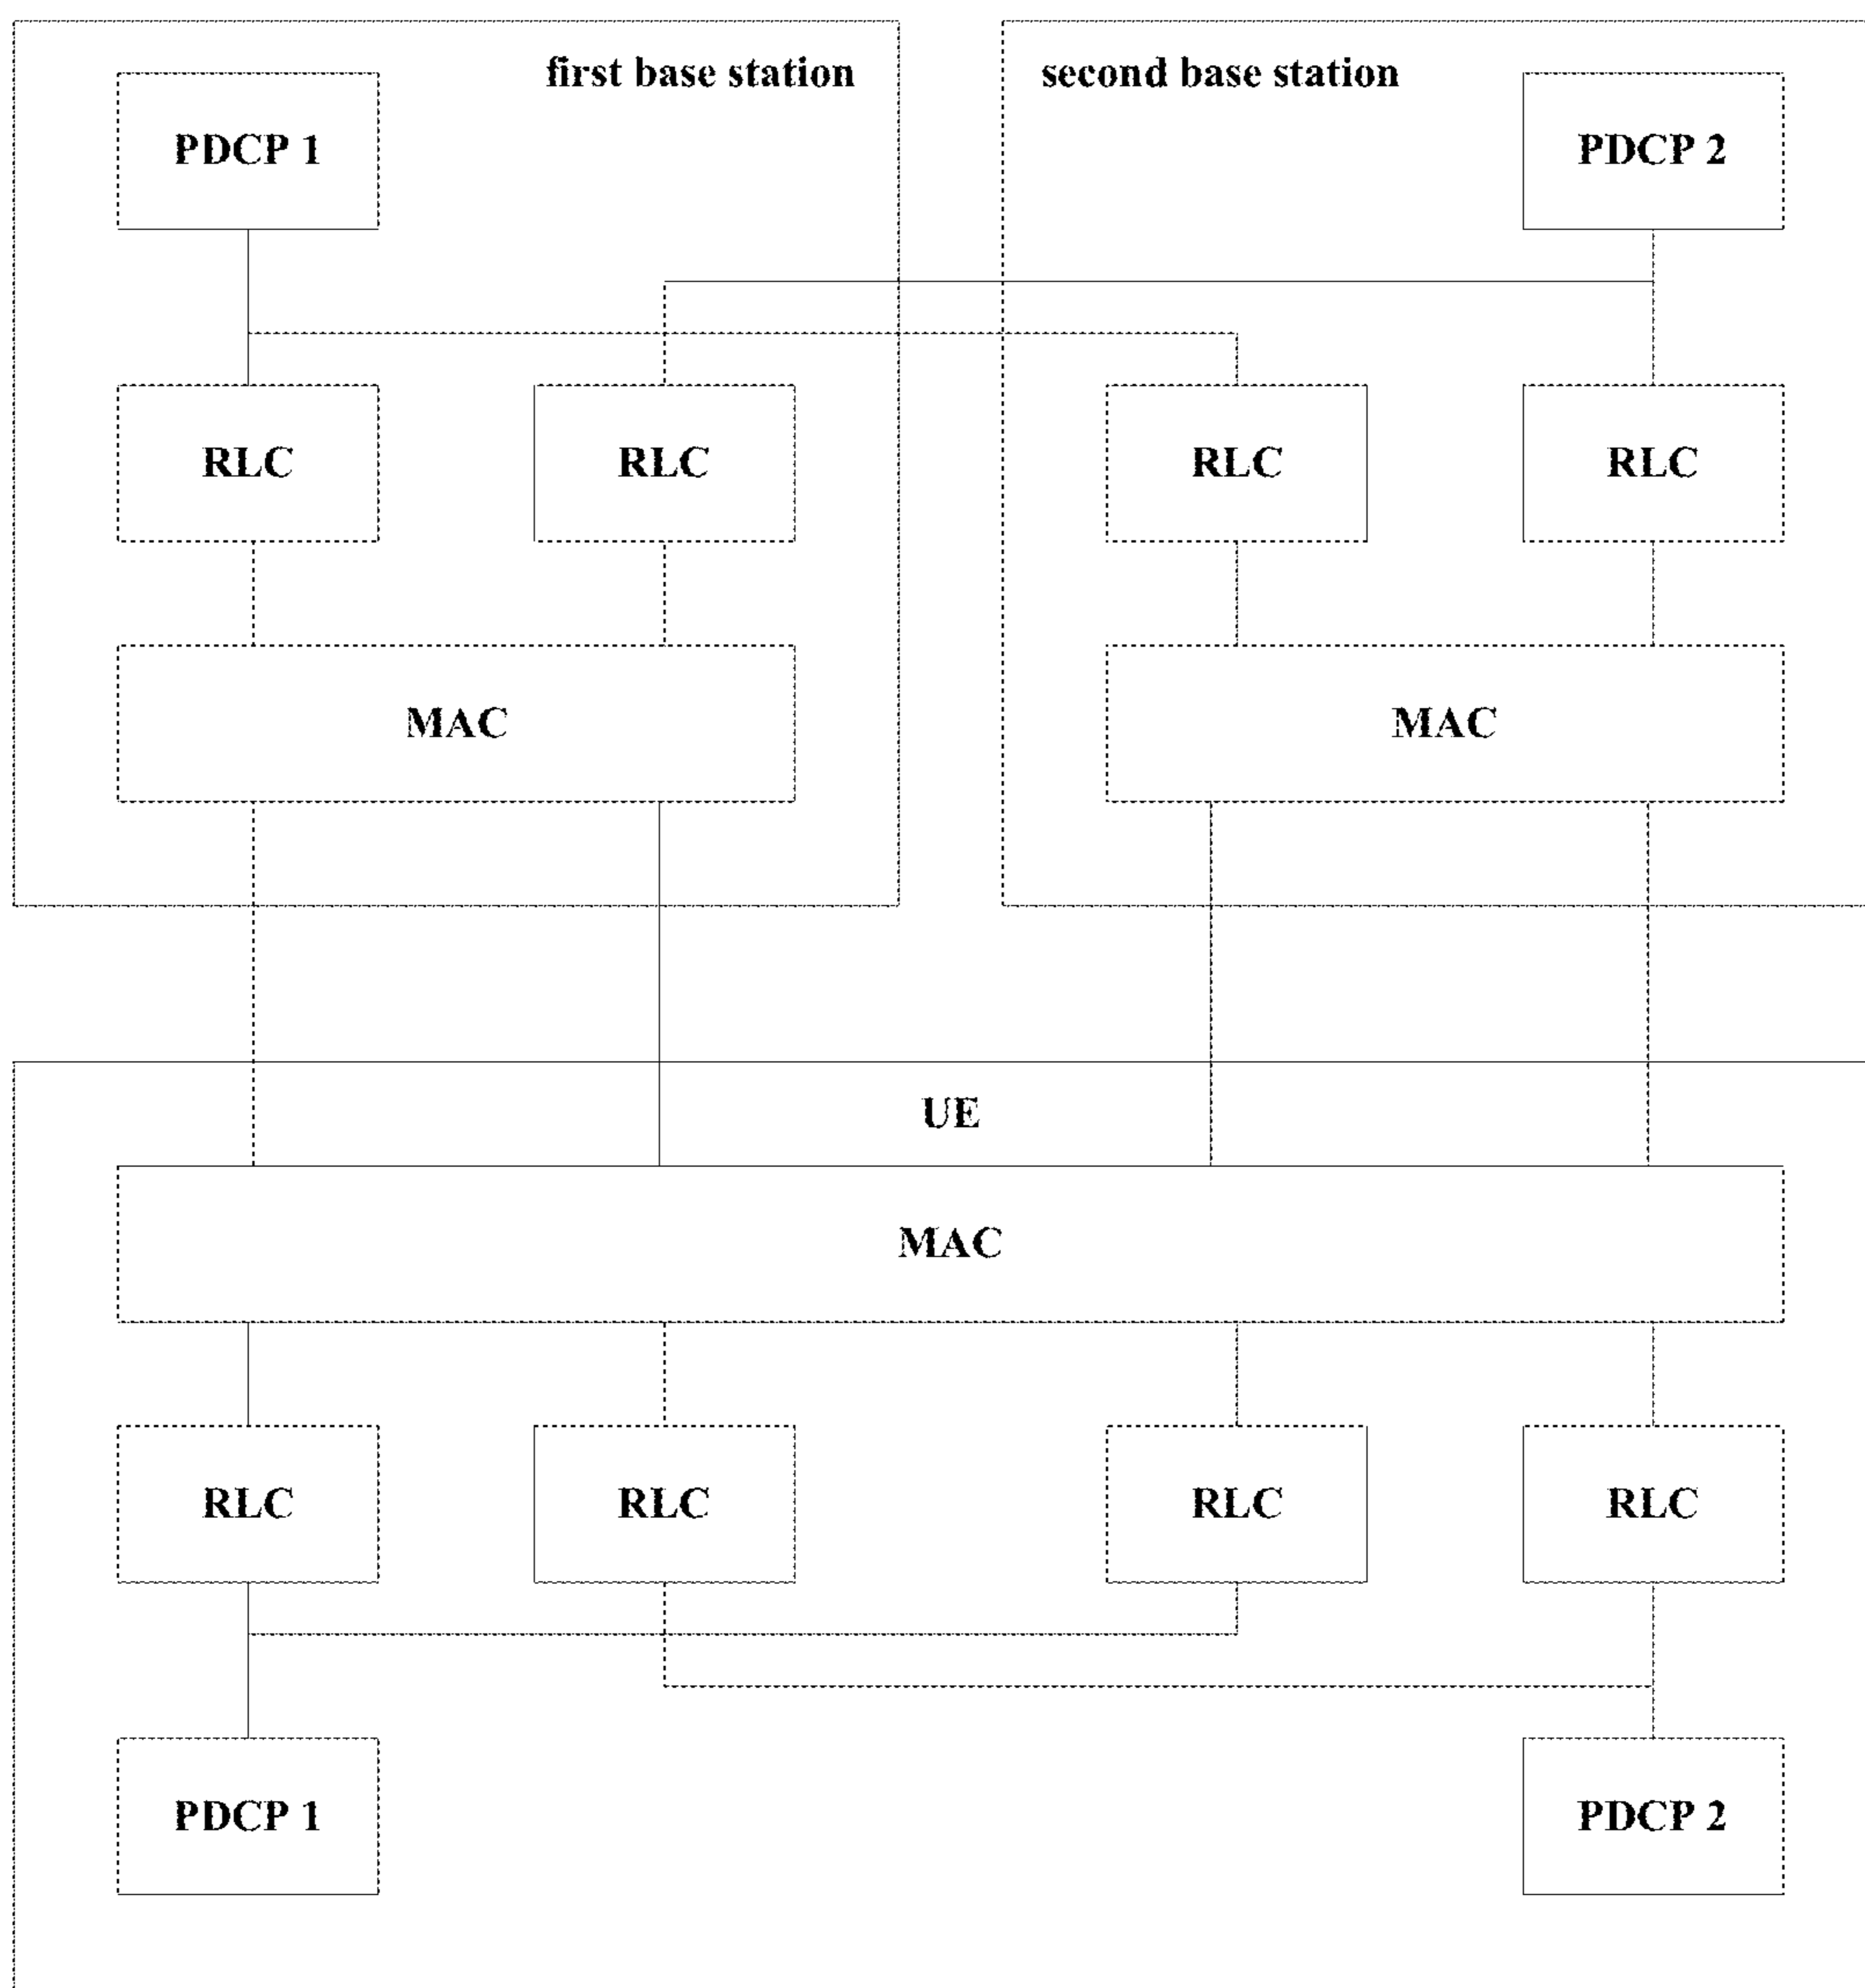 first base station
second base station
PDCP 1
PDCP 2
RLC
RLC
RLC
RLC
MAC
MAC
UE
MAC
RLC
RLC
RLC
RLC
PDCP 1
PDCP 2